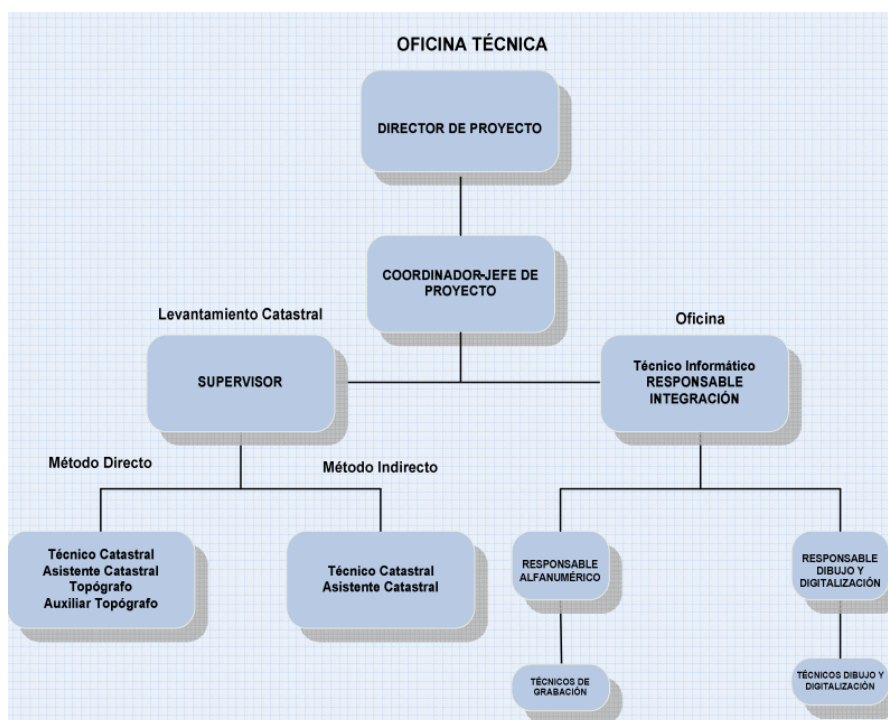 OFICINA TÉCNICA
DIRECTOR DE PROYECTO
COORDINADOR-JEFE DE
PROYECTO
Levantamiento Catastral
Oficina
SUPERVISOR
Técnico Informático
RESPONSABLE
INTEGRACIÓN
Método Directo
Método Indirecto
Técnico Catastral
Asistente Catastral
Topógrafo
Auxiliar Topógrafo
Técnico Catastral
Asistente Catastral
RESPONSABLE
ALFANUMÉRICO
RESPONSABLE
DIBUJO Y
DIGITALIZACIÓN
TÉCNICOS DE
GRABACIÓN
TÉCNICOS DIBUJO Y
DIGITALIZACIÓN